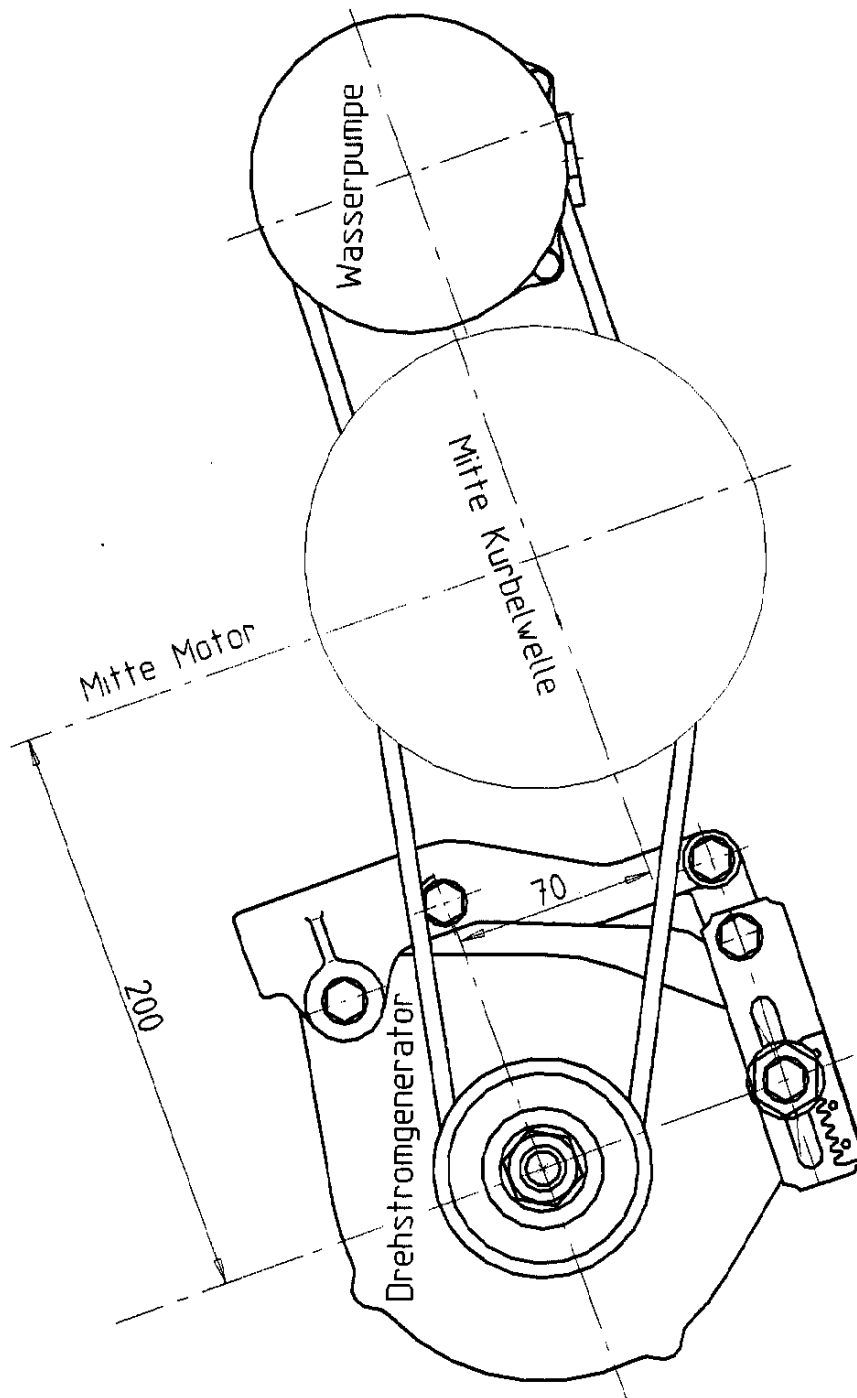 Wasserpumpe
Mitte Kurbelwelle
Mitte Motor
70
200
Drehstromgenerator